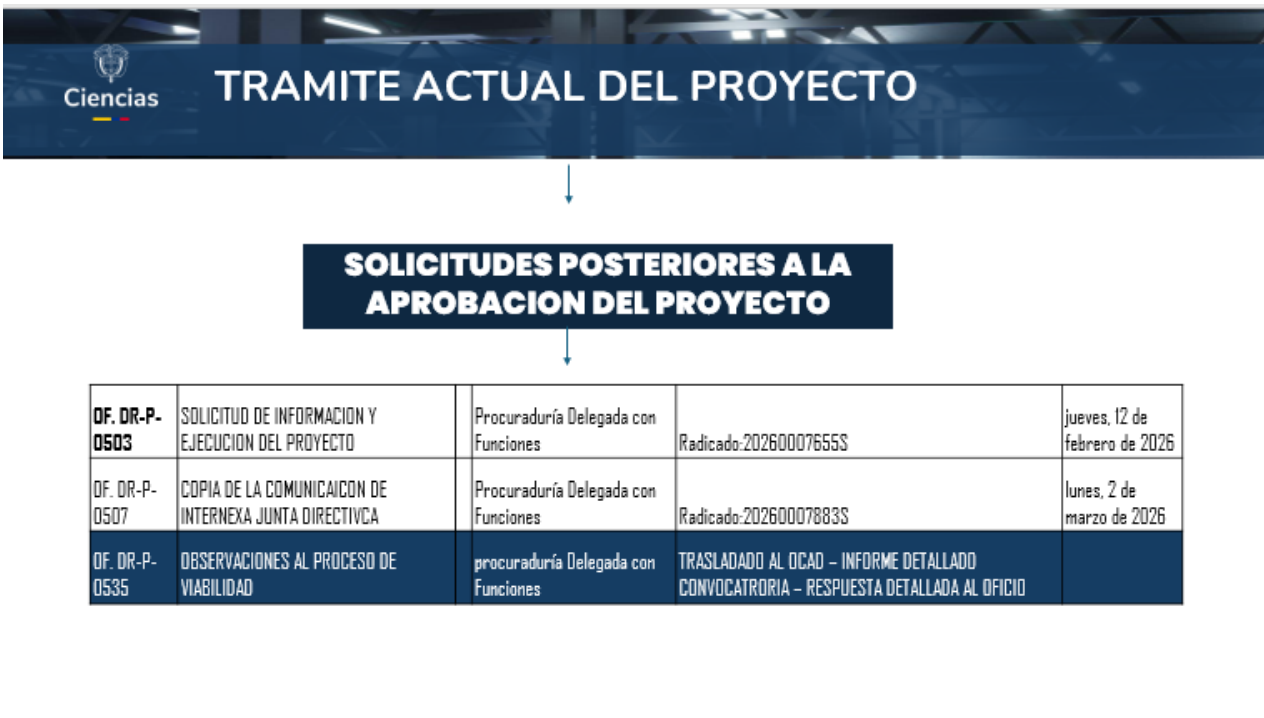 Ciencias
TRAMITE ACTUAL DEL PROYECTO
SOLICITUDES POSTERIORES A LA
APROBACION DEL PROYECTO
OF. DR-P-
0503
SOLICITUD DE INFORMACION Y
EJECUCION DEL PROYECTO
Procuraduría Delegada con
Funciones
Radicado:20260007655S
jueves, 12 de
febrero de 2026
OF. DR-P-
0507
COPIA DE LA COMUNICAICON DE
INTERNEXA JUNTA DIRECTIVCA
Procuraduría Delegada con
Funciones
Radicado:20260007883S
lunes, 2 de
marzo de 2026
OF. DR-P-
0535
OBSERVACIONES AL PROCESO DE
VIABILIDAD
procuraduría Delegada con
Funciones
TRASLADADO AL OCAD – INFORME DETALLADO
CONVOCATRORIA – RESPUESTA DETALLADA AL OFICIO